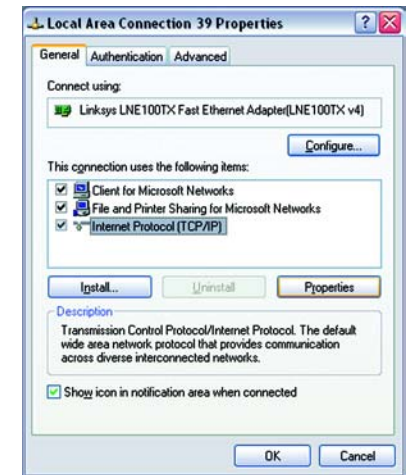 Local Area Connection 39 Properties
General Authentication Advanced
Connect using:
Linksys LNE100TX Fast Ethernet Adapter(LNE100TX v4)
Configure...
This connection uses the following items:
Client for Microsoft Networks
File and Printer Sharing for Microsoft Networks
Internet Protocol (TCP/IP)
Install... Uninstall Properties
Description
Transmission Control Protocol/Internet Protocol. The default
wide area network protocol that provides communication
across diverse interconnected networks.
Show icon in notification area when connected
OK Cancel